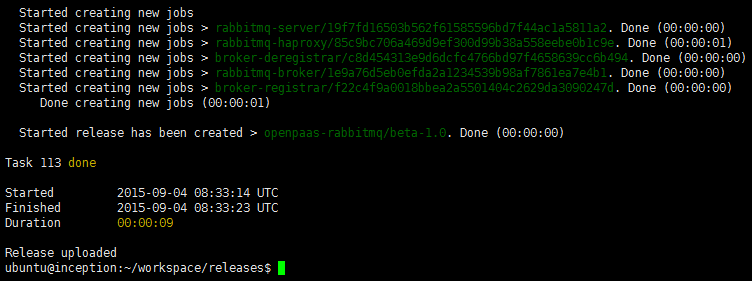 Started creating new jobs
Started creating new jobs > rabbitmq-server/19f7fd16503b562f61585596bd7f44ac1a5811a2. Done (00:00:00)
Started creating new jobs > rabbitmq-haproxy/85c9bc706a469d9ef300d99b38a558eebe0b1c9e. Done (00:00:01)
Started creating new jobs > broker-deregistrar/c8d454313e9d6dcfc4766bd97f4658639cc6b494. Done (00:00:00)
Started creating new jobs > rabbitmq-broker/1e9a76d5eb0efda2a1234539b98af7861ea7e4b1. Done (00:00:00)
Started creating new jobs > broker-registrar/f22c4f9a0018bbea2a5501404c2629da3090247d. Done (00:00:00)
Done creating new jobs (00:00:01)
Started release has been created > openpaas-rabbitmq/beta-1.0. Done (00:00:00)
Task 113 done
Started 2015-09-04 08:33:14 UTC
Finished 2015-09-04 08:33:23 UTC
Duration 00:00:09
Release uploaded
ubuntu@inception:~/workspace/releases$